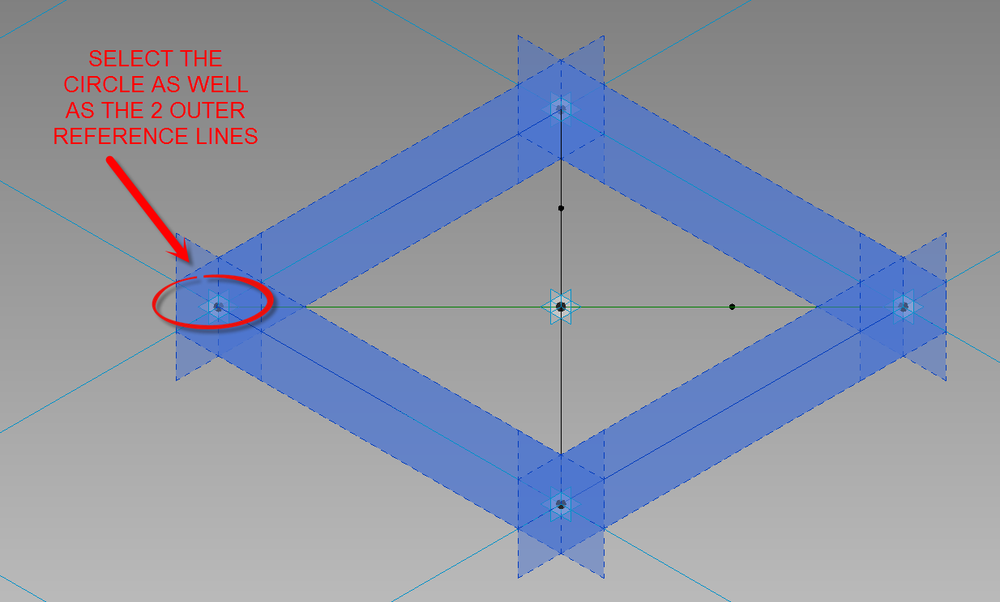 SELECT THE
CIRCLE AS WELL
AS THE 2 OUTER
REFERENCE LINES